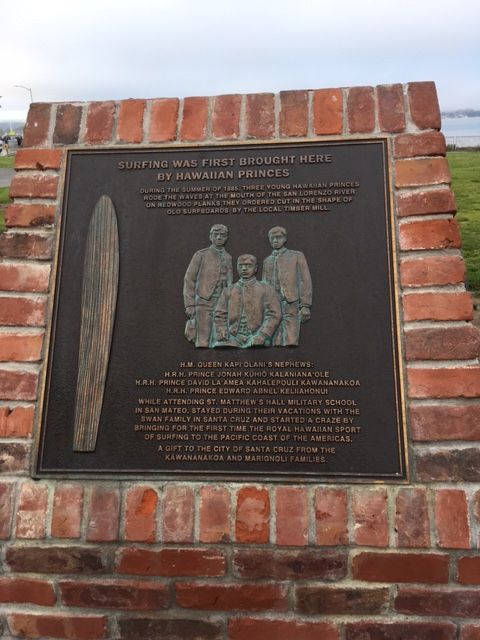 SURFING WAS FIRST BROUGHT HERE
BY HAWAIIAN PRINCES
DURING THE SUMMER OF 1885, THREE YOUNG HAWAIIAN PRINCES
RODE THE WAVES AT THE MOUTH OF THE SAN LORENZO RIVER
ON REDWOOD PLANKS THEY ORDERED CUT IN THE SHAPE OF
OLO SURFBOARDS BY THE LOCAL TIMBER MILL.
H.M. QUEEN KAPI'OLANI'S NEPHEWS:
H.R.H. PRINCE JONAH KŪHIŌ KALANIANA'OLE
H.R.H. PRINCE DAVID LA'AMEA KAHALEPOULI KĀWANANAKOA
H.R.H. PRINCE EDWARD ABNEL KELIIAHONUI
WHILE ATTENDING ST. MATTHEW'S HALL MILITARY SCHOOL
IN SAN MATEO, STAYED DURING THEIR VACATIONS WITH THE
SWAN FAMILY IN SANTA CRUZ AND STARTED A CRAZE BY
BRINGING FOR THE FIRST TIME THE ROYAL HAWAIIAN SPORT
OF SURFING TO THE PACIFIC COAST OF THE AMERICAS.
A GIFT TO THE CITY OF SANTA CRUZ FROM THE
KĀWANANAKOA AND MARIGNOLI FAMILIES.